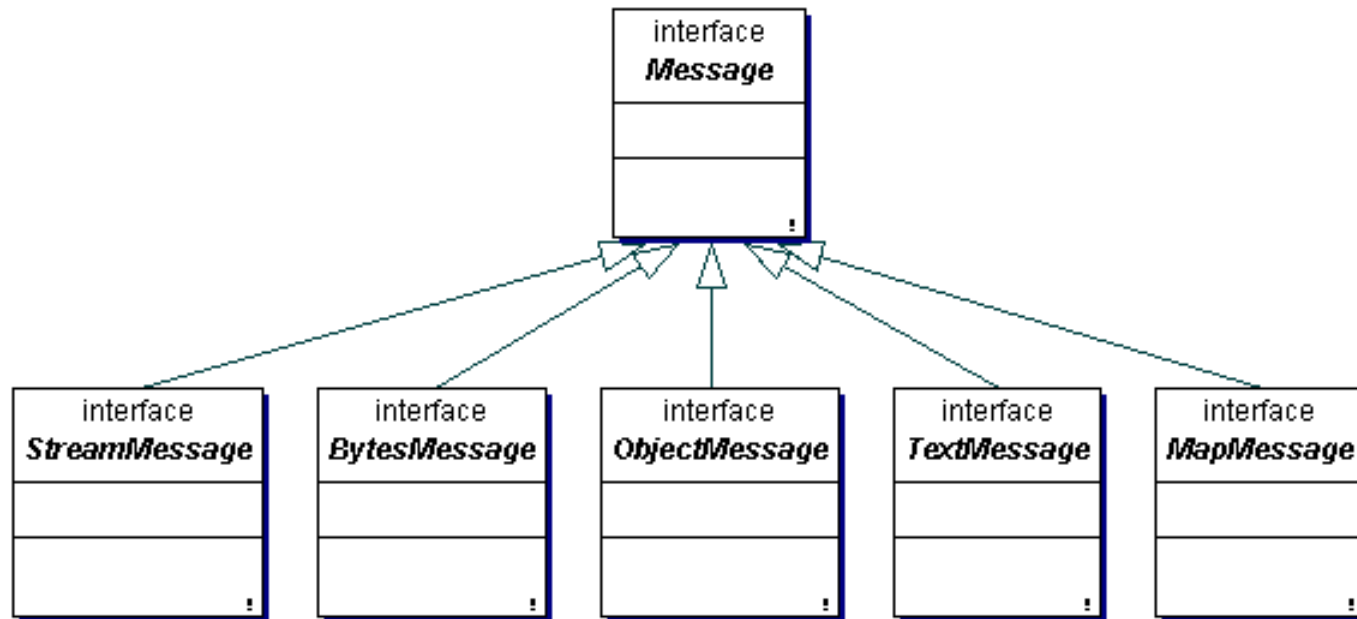 interface
Message
!
interface
StreamMessage
!
interface
BytesMessage
!
interface
ObjectMessage
!
interface
TextMessage
!
interface
MapMessage
!